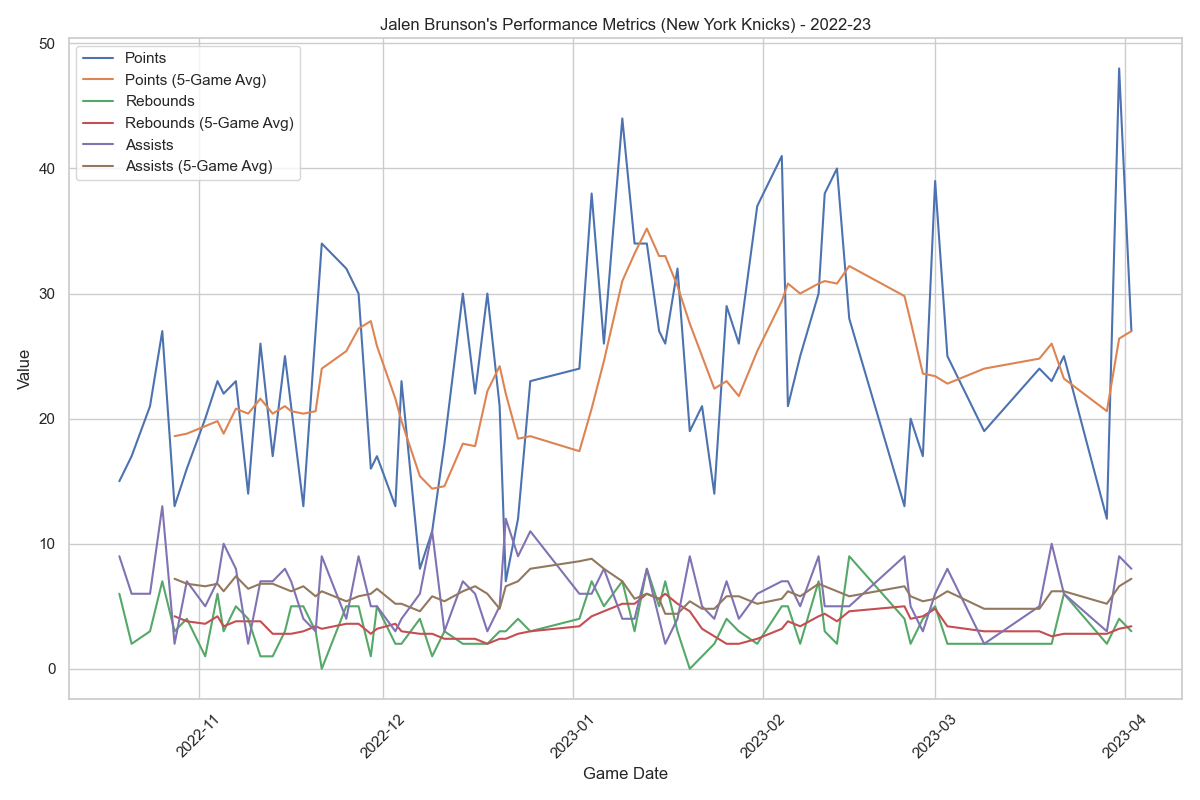 Jalen Brunson's Performance Metrics (New York Knicks) - 2022-23
Points
Points (5-Game Avg)
Rebounds
Rebounds (5-Game Avg)
Assists
Assists (5-Game Avg)
50
40
30
20
10
0
Value
2022-11
2022-12
2023-01
2023-02
2023-03
2023-04
Game Date